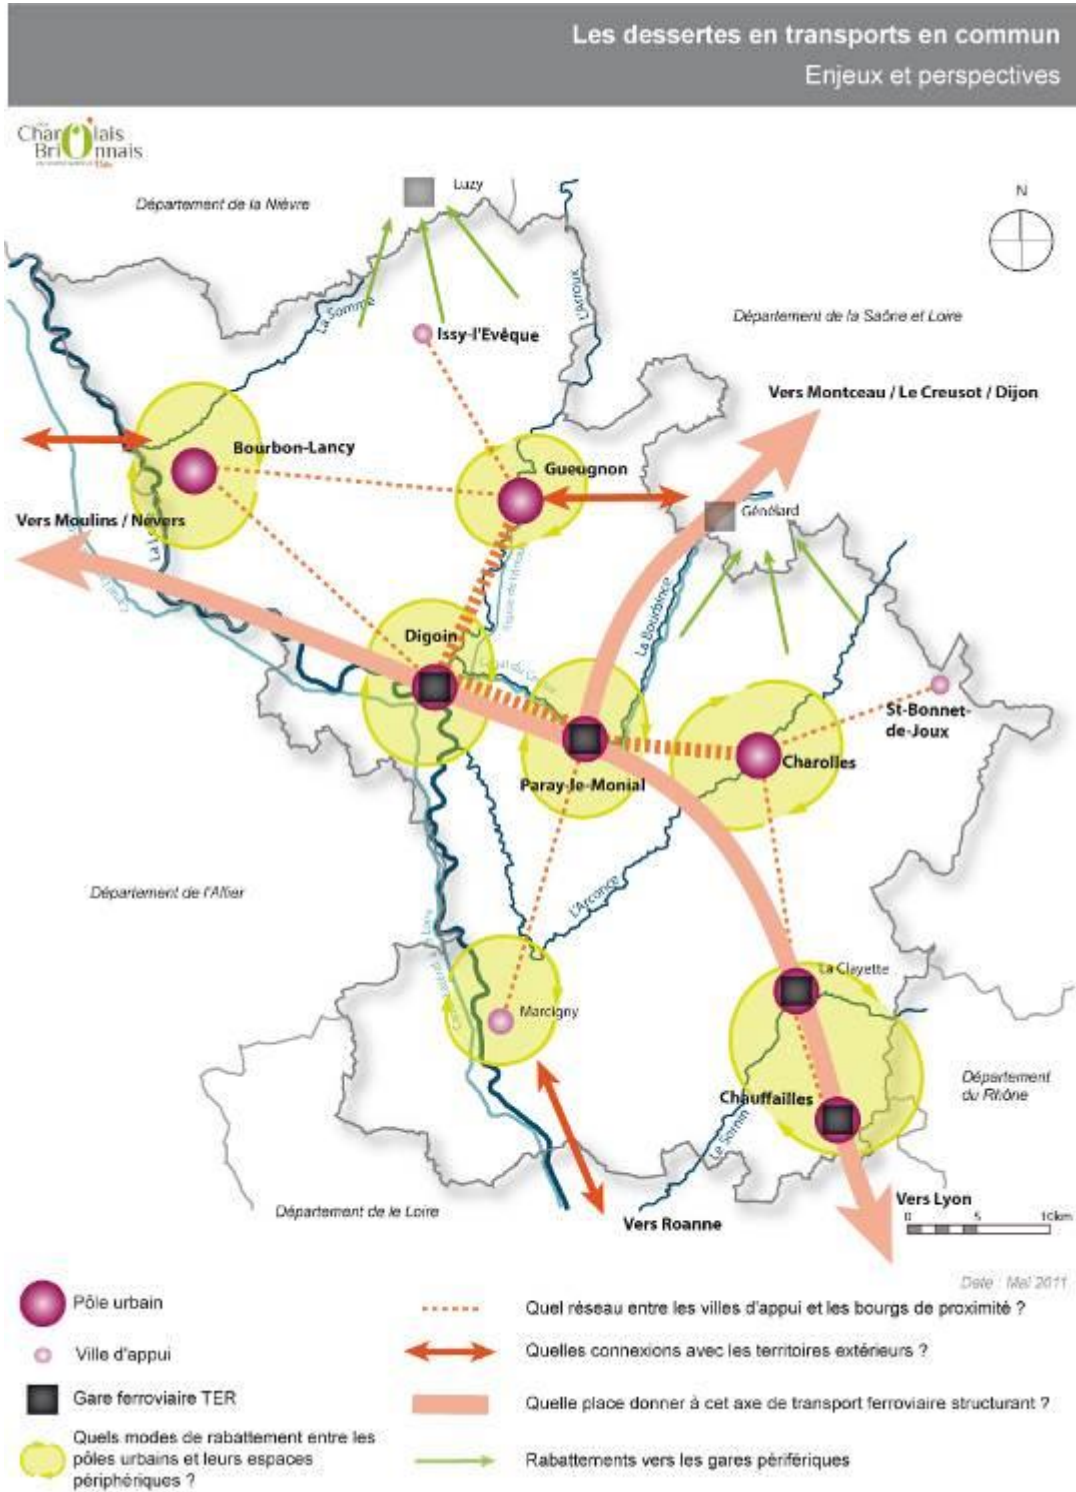 Les dessertes en transports en commun
Enjeux et perspectives
Charolais
Brionnais
Luzy
Département de la Nièvre
N
La Somme
L'Arroux
Issy-l'Evêque
Département de la Saône et Loire
Vers Montceau / Le Creusot / Dijon
Bourbon-Lancy
Gueugnon
Vers Moulins / Nevers
Génélard
La Bourbince
Digoin
St-Bonnet-
de-Joux
Charolles
Paray-le-Monial
Département de l'Allier
L'Arconce
La Clayette
Marcigny
Département
du Rhône
Chauffailles
Le Sornin
Vers Lyon
Département de le Loire
Vers Roanne
0 5 10km
Date : Mai 2011
Pôle urbain
Quel réseau entre les villes d'appui et les bourgs de proximité ?
Ville d'appui
Quelles connexions avec les territoires extérieurs ?
Gare ferroviaire TER
Quelle place donner à cet axe de transport ferroviaire structurant ?
Quels modes de rabattement entre les
pôles urbains et leurs espaces
périphériques ?
Rabattements vers les gares périfériques